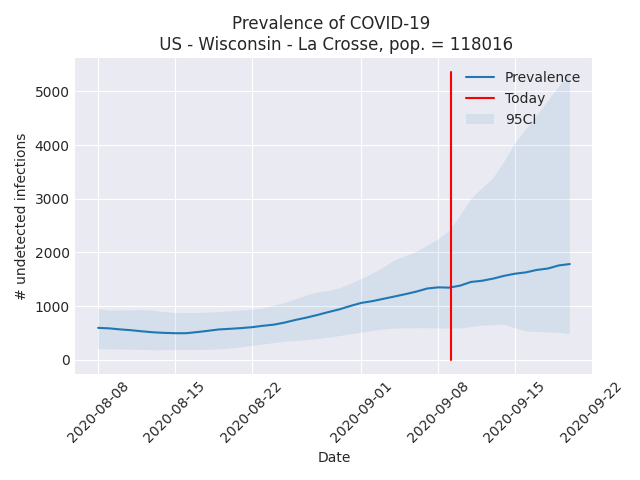 Prevalence of COVID-19
US - Wisconsin - La Crosse, pop. = 118016
Prevalence
Today
95CI
# undetected infections
5000
4000
3000
2000
1000
0
2020-08-08
2020-08-15
2020-08-22
2020-09-01
2020-09-08
2020-09-15
2020-09-22
Date